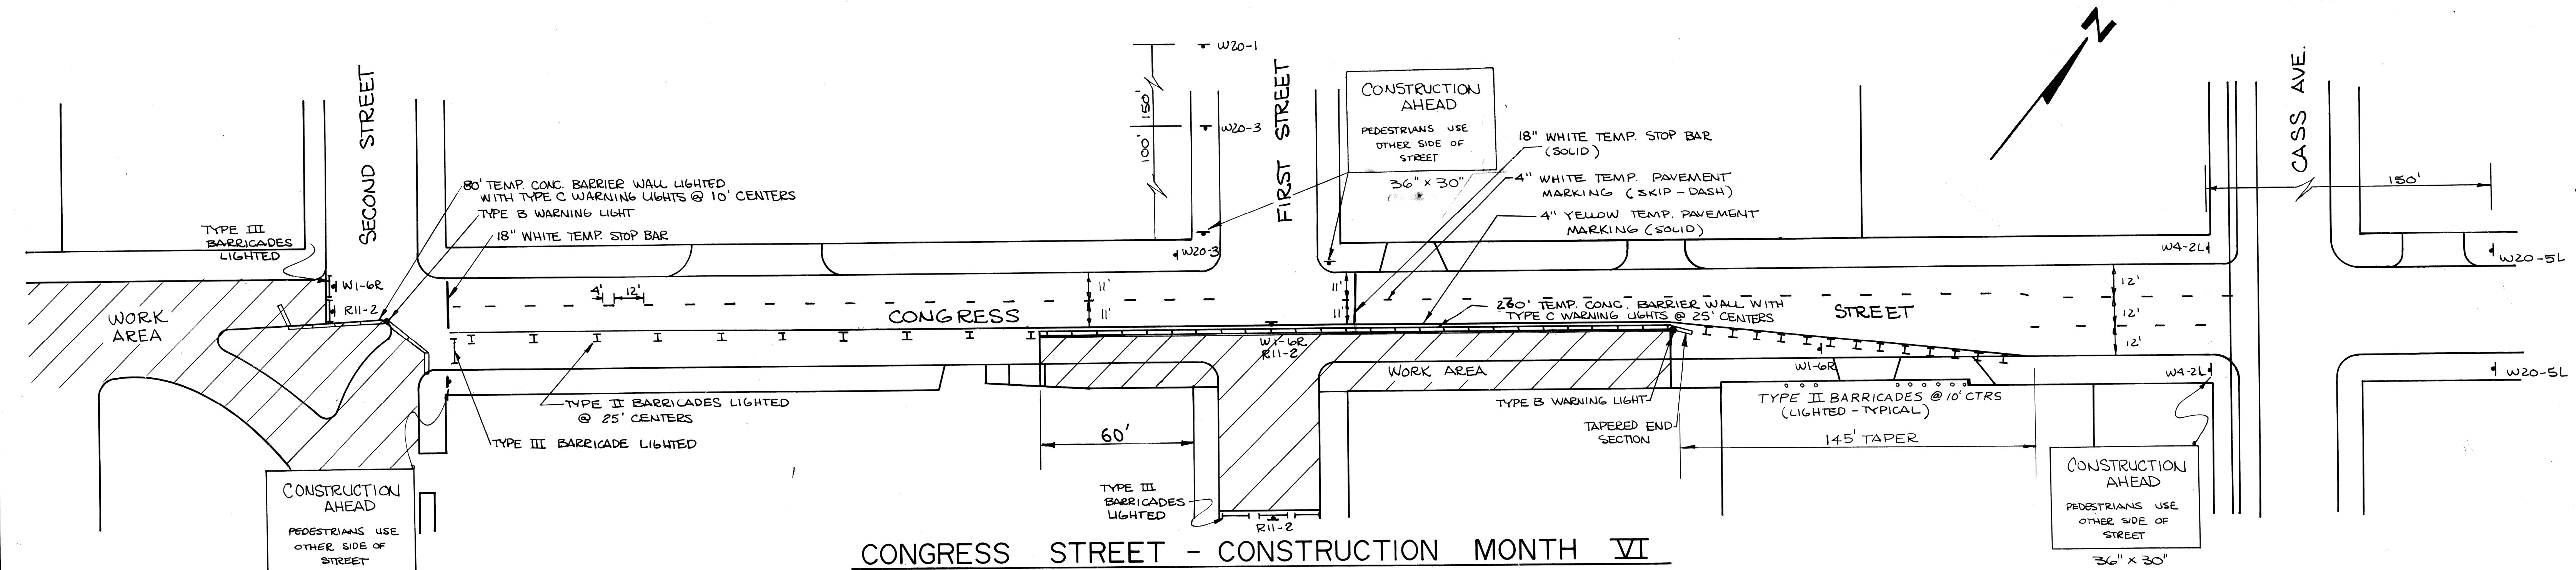 W20-1
150'
W20-3
100'
SECOND STREET
FIRST STREET
CONSTRUCTION
AHEAD
PEDESTRIANS USE
OTHER SIDE OF
STREET
36" x 30"
N
CASS AVE.
150'
80' TEMP. CONC. BARRIER WALL LIGHTED
WITH TYPE C WARNING LIGHTS @ 10' CENTERS
TYPE B WARNING LIGHT
18" WHITE TEMP. STOP BAR
TYPE III
BARRICADES
LIGHTED
18" WHITE TEMP. STOP BAR
(SOLID)
4" WHITE TEMP. PAVEMENT
MARKING (SKIP-DASH)
4" YELLOW TEMP. PAVEMENT
MARKING (SOLID)
W20-3
W4-2L
W20-5L
W1-6R
R11-2
4'
12'
11'
11'
11'
11'
12'
12'
12'
WORK
AREA
CONGRESS
260' TEMP. CONC. BARRIER WALL WITH
TYPE C WARNING LIGHTS @ 25' CENTERS
STREET
W1-6R
R11-2
WORK AREA
W1-6R
W4-2L
W20-5L
TYPE II BARRICADES LIGHTED
@ 25' CENTERS
TYPE III BARRICADE LIGHTED
60'
TYPE B WARNING LIGHT
TAPERED END
SECTION
TYPE II BARRICADES @ 10' CTRS
(LIGHTED-TYPICAL)
145' TAPER
CONSTRUCTION
AHEAD
PEDESTRIANS USE
OTHER SIDE OF
STREET
TYPE III
BARRICADES
LIGHTED
R11-2
CONSTRUCTION
AHEAD
PEDESTRIANS USE
OTHER SIDE OF
STREET
36" x 30"
CONGRESS STREET - CONSTRUCTION MONTH VI